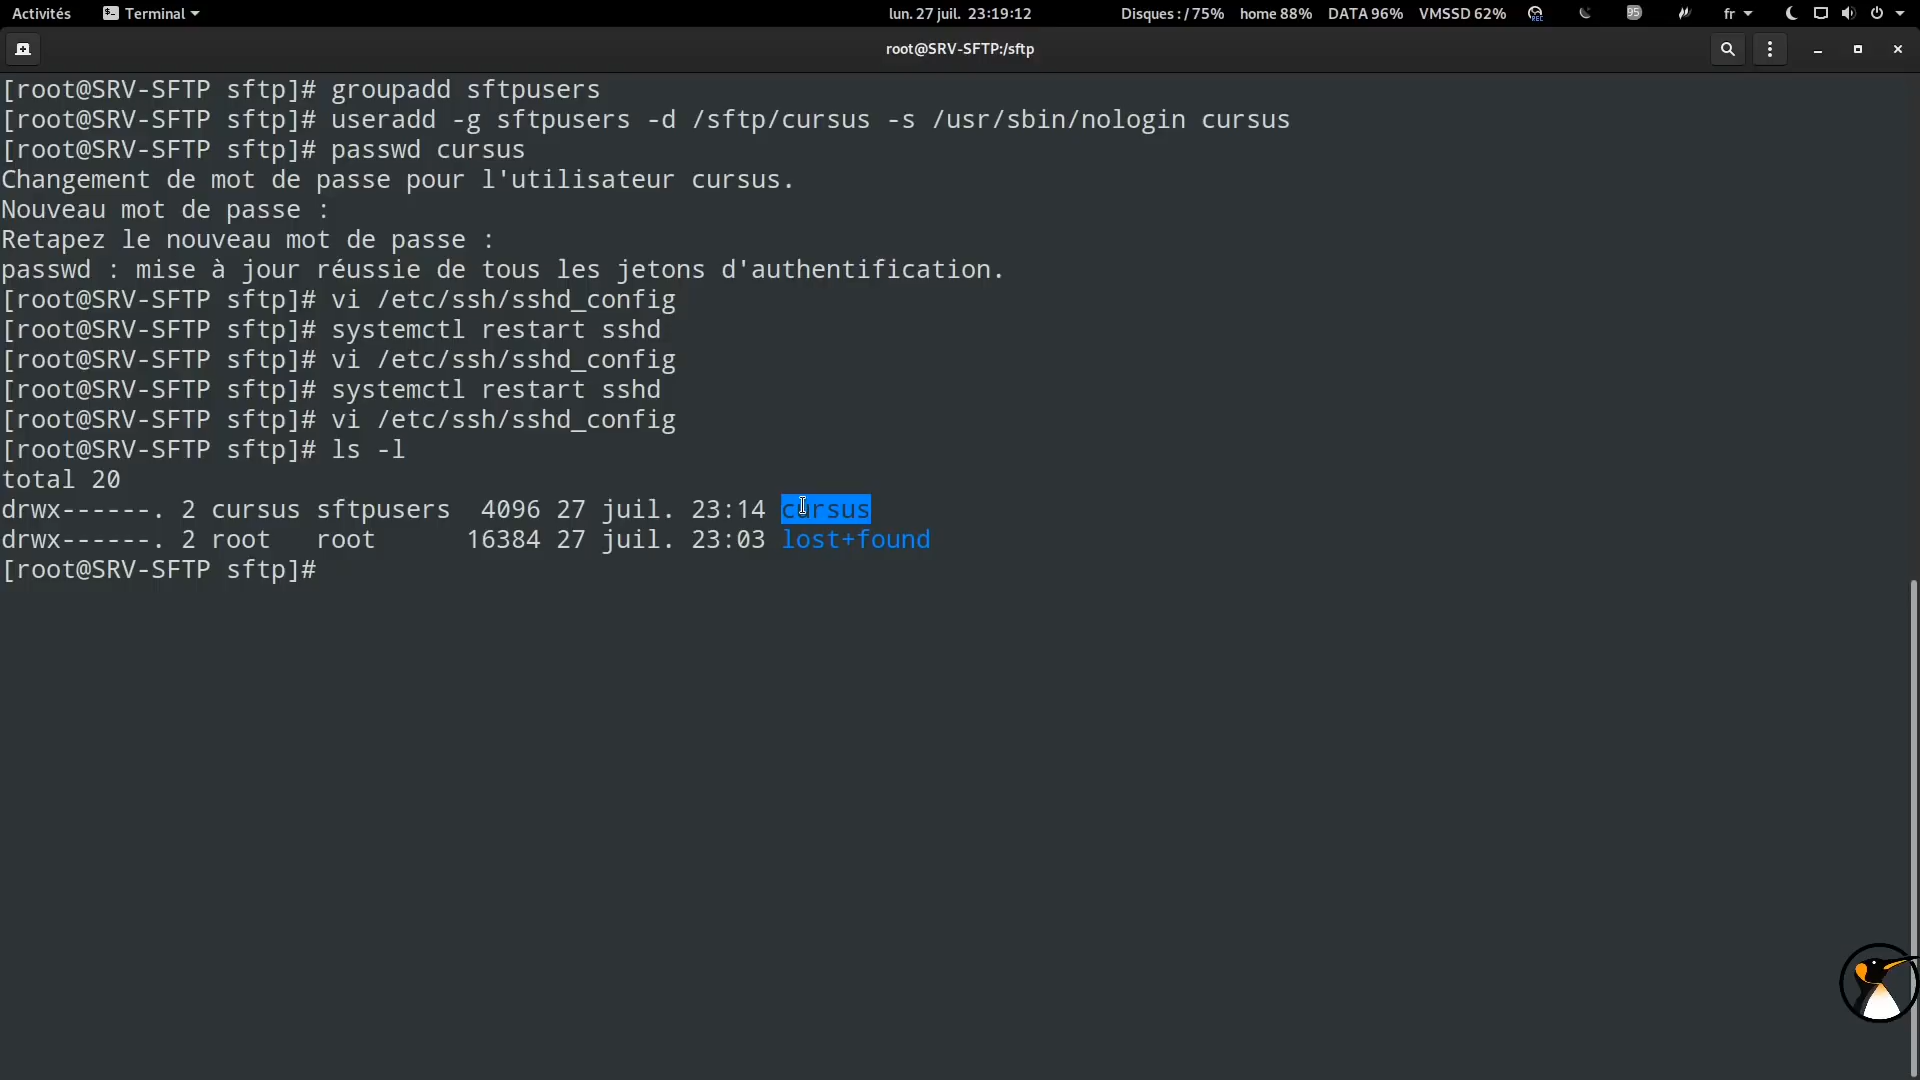 Activités Terminal lun. 27 juil. 23:19:12 Disques : / 75% home 88% DATA 96% VMSSD 62% REC 95 fr
root@SRV-SFTP:/sftp
[root@SRV-SFTP sftp]# groupadd sftpusers
[root@SRV-SFTP sftp]# useradd -g sftpusers -d /sftp/cursus -s /usr/sbin/nologin cursus
[root@SRV-SFTP sftp]# passwd cursus
Changement de mot de passe pour l'utilisateur cursus.
Nouveau mot de passe :
Retapez le nouveau mot de passe :
passwd : mise à jour réussie de tous les jetons d'authentification.
[root@SRV-SFTP sftp]# vi /etc/ssh/sshd_config
[root@SRV-SFTP sftp]# systemctl restart sshd
[root@SRV-SFTP sftp]# vi /etc/ssh/sshd_config
[root@SRV-SFTP sftp]# systemctl restart sshd
[root@SRV-SFTP sftp]# vi /etc/ssh/sshd_config
[root@SRV-SFTP sftp]# ls -l
total 20
drwx------. 2 cursus sftpusers  4096 27 juil. 23:14 cursus
drwx------. 2 root   root      16384 27 juil. 23:03 lost+found
[root@SRV-SFTP sftp]#